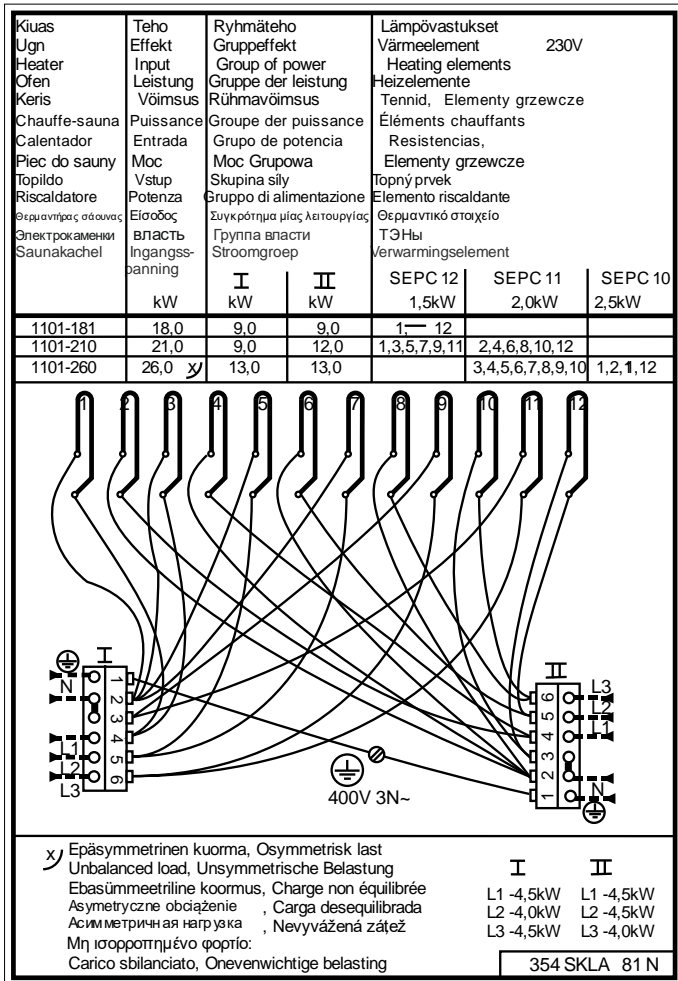 Kiuas Teho Ryhmäteho Lämpövastukset
Ugn Effekt Gruppeffekt Värmeelement 230V
Heater Input Group of power Heating elements
Ofen Leistung Gruppe der leistung Heizelemente
Keris Vöimsus Rühmavöimsus Tennid, Elementy grzewcze
Chauffe-sauna Puissance Groupe der puissance Éléments chauffants
Calentador Entrada Grupo de potencia Resistencias,
Piec do sauny Moc Moc Grupowa Elementy grzewcze
Topildo Vstup Skupina síly Topný prvek
Riscaldatore Potenza Gruppo di alimentazione Elemento riscaldante
Θερμαντήρας σάουνας Είσοδος Συγκρότημα μίας λειτουργίας Θερμαντικό στοιχείο
Электрокаменки власть Группа власти ТЭНы
Saunakachel Ingangss- Stroomgroep Verwarmingselement
panning
I II SEPC 12 SEPC 11 SEPC 10
kW kW kW 1,5kW 2,0kW 2,5kW
1101-181 18,0 9,0 9,0 1,— 12
1101-210 21,0 9,0 12,0 1,3,5,7,9,11 2,4,6,8,10,12
1101-260 26,0 x) 13,0 13,0 3,4,5,6,7,8,9,10 1,2,11,12
1 2 3 4 5 6 7 8 9 10 11 12
I
N
1
2
3
4
5
6
L1
L2
L3
II
L3
L2
L1
N
6
5
4
3
2
1
400V 3N~
x) Epäsymmetrinen kuorma, Osymmetrisk last
Unbalanced load, Unsymmetrische Belastung
Ebasümmeetriline koormus, Charge non équilibrée
Asymetryczne obciążenie , Carga desequilibrada
Асимметричная нагрузка , Nevyvážená zátež
Μη ισορροπημένο φορτίο:
Carico sbilanciato, Onevenwichtige belasting
I II
L1 -4,5kW L1 -4,5kW
L2 -4,0kW L2 -4,5kW
L3 -4,5kW L3 -4,0kW
354 SKLA 81 N